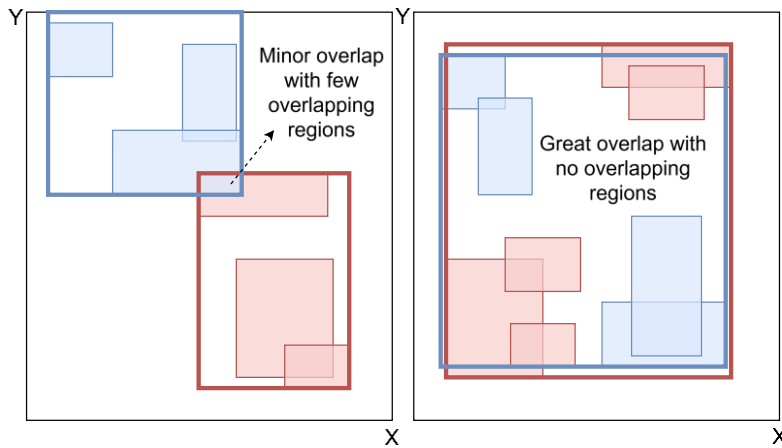 Y
Minor overlap
with few
overlapping
regions
X
Y
Great overlap with
no overlapping
regions
X